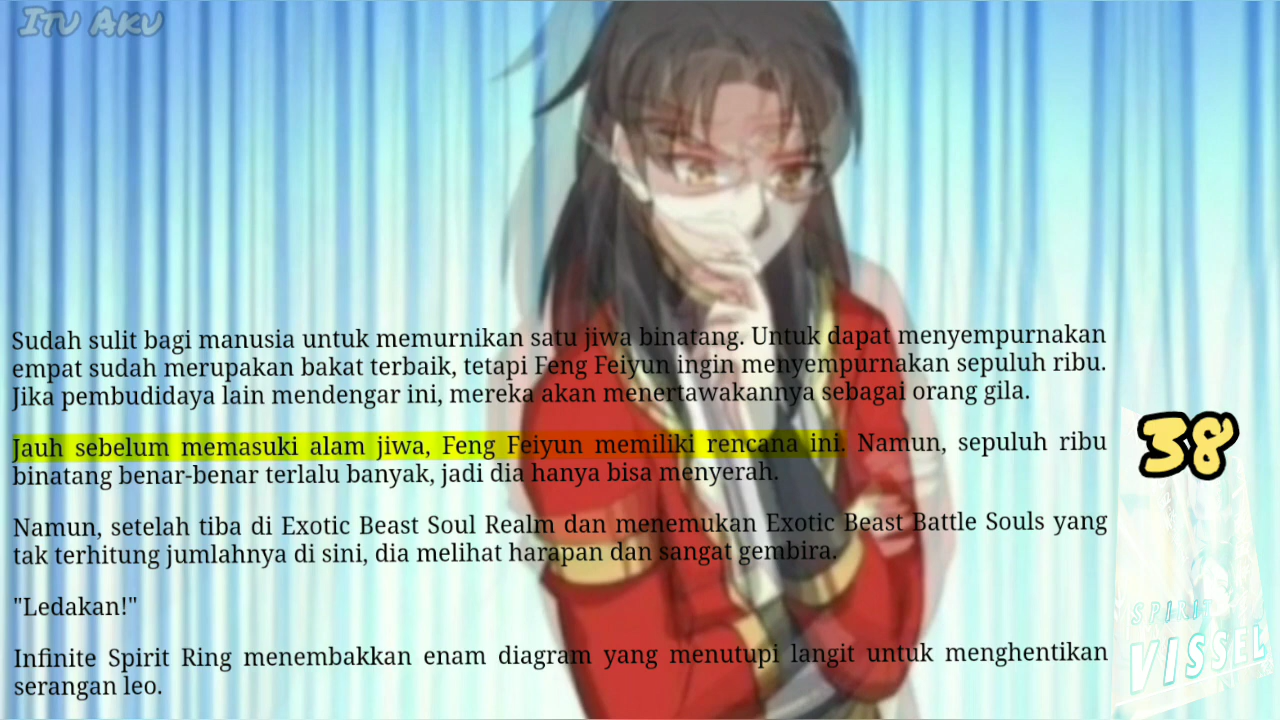 Itu Aku
Sudah sulit bagi manusia untuk memurnikan satu jiwa binatang. Untuk dapat menyempurnakan
empat sudah merupakan bakat terbaik, tetapi Feng Feiyun ingin menyempurnakan sepuluh ribu.
Jika pembudidaya lain mendengar ini, mereka akan menertawakannya sebagai orang gila.
Jauh sebelum memasuki alam jiwa, Feng Feiyun memiliki rencana ini. Namun, sepuluh ribu
binatang benar-benar terlalu banyak, jadi dia hanya bisa menyerah.
Namun, setelah tiba di Exotic Beast Soul Realm dan menemukan Exotic Beast Battle Souls yang
tak terhitung jumlahnya di sini, dia melihat harapan dan sangat gembira.
"Ledakan!"
Infinite Spirit Ring menembakkan enam diagram yang menutupi langit untuk menghentikan
serangan leo.
38
SPIRIT
VISSEL